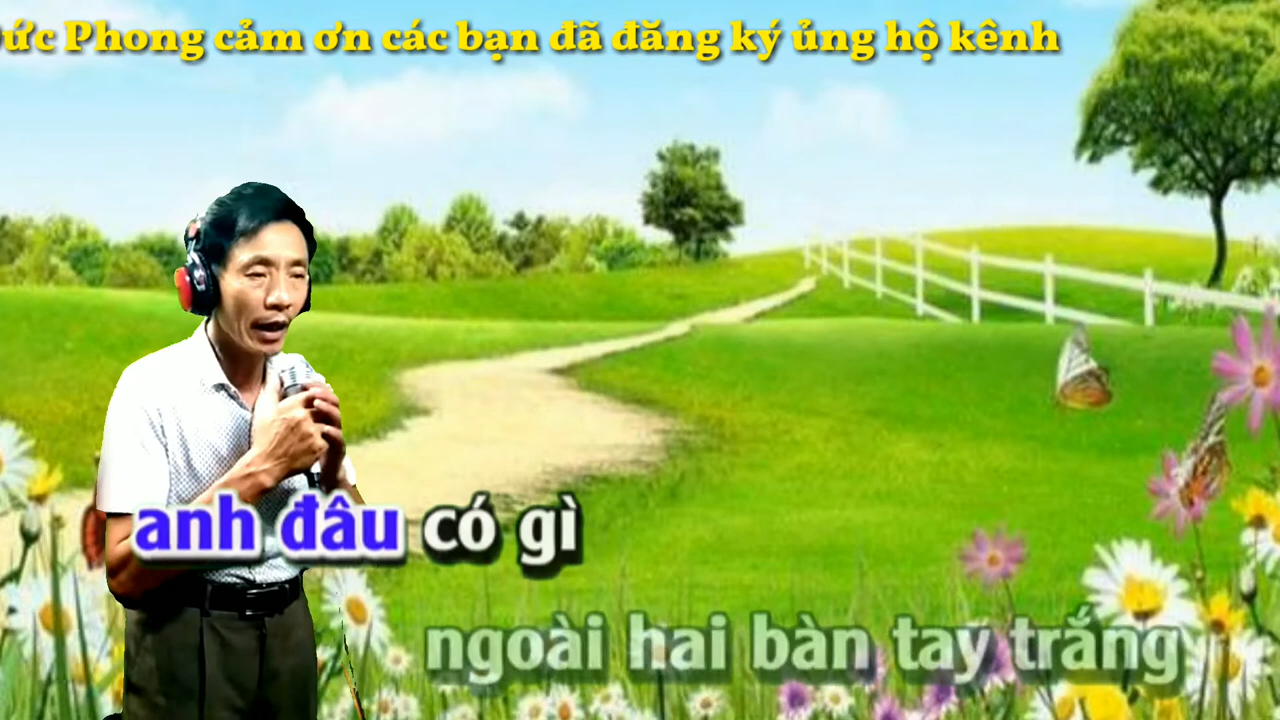 Phong cảm ơn các bạn đã đăng ký ủng hộ kênh
anh đâu có gì
ngoài hai bàn tay trắng